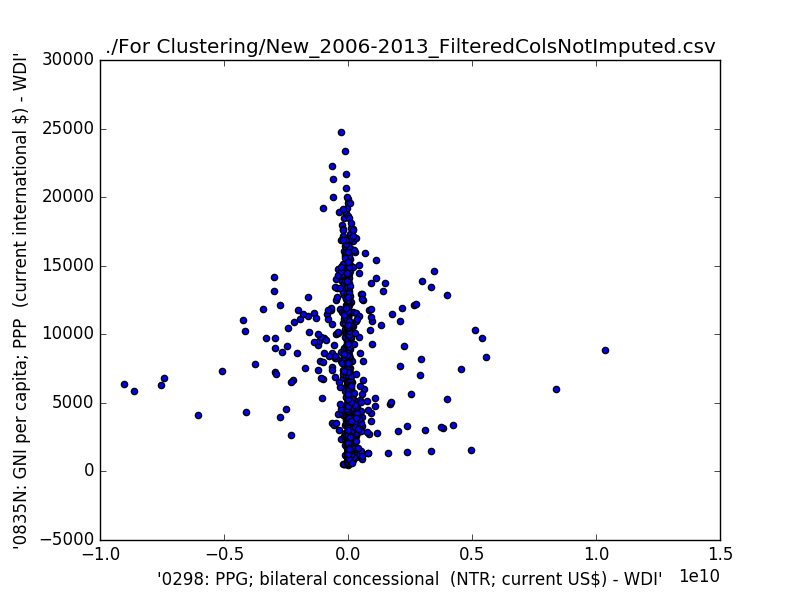 ./For Clustering/New_2006-2013_FilteredColsNotImputed.csv
'0835N: GNI per capita; PPP  (current international $) - WDI'
30000
25000
20000
15000
10000
5000
0
−5000
−1.0 −0.5 0.0 0.5 1.0 1.5
1e10
'0298: PPG; bilateral concessional  (NTR; current US$) - WDI'